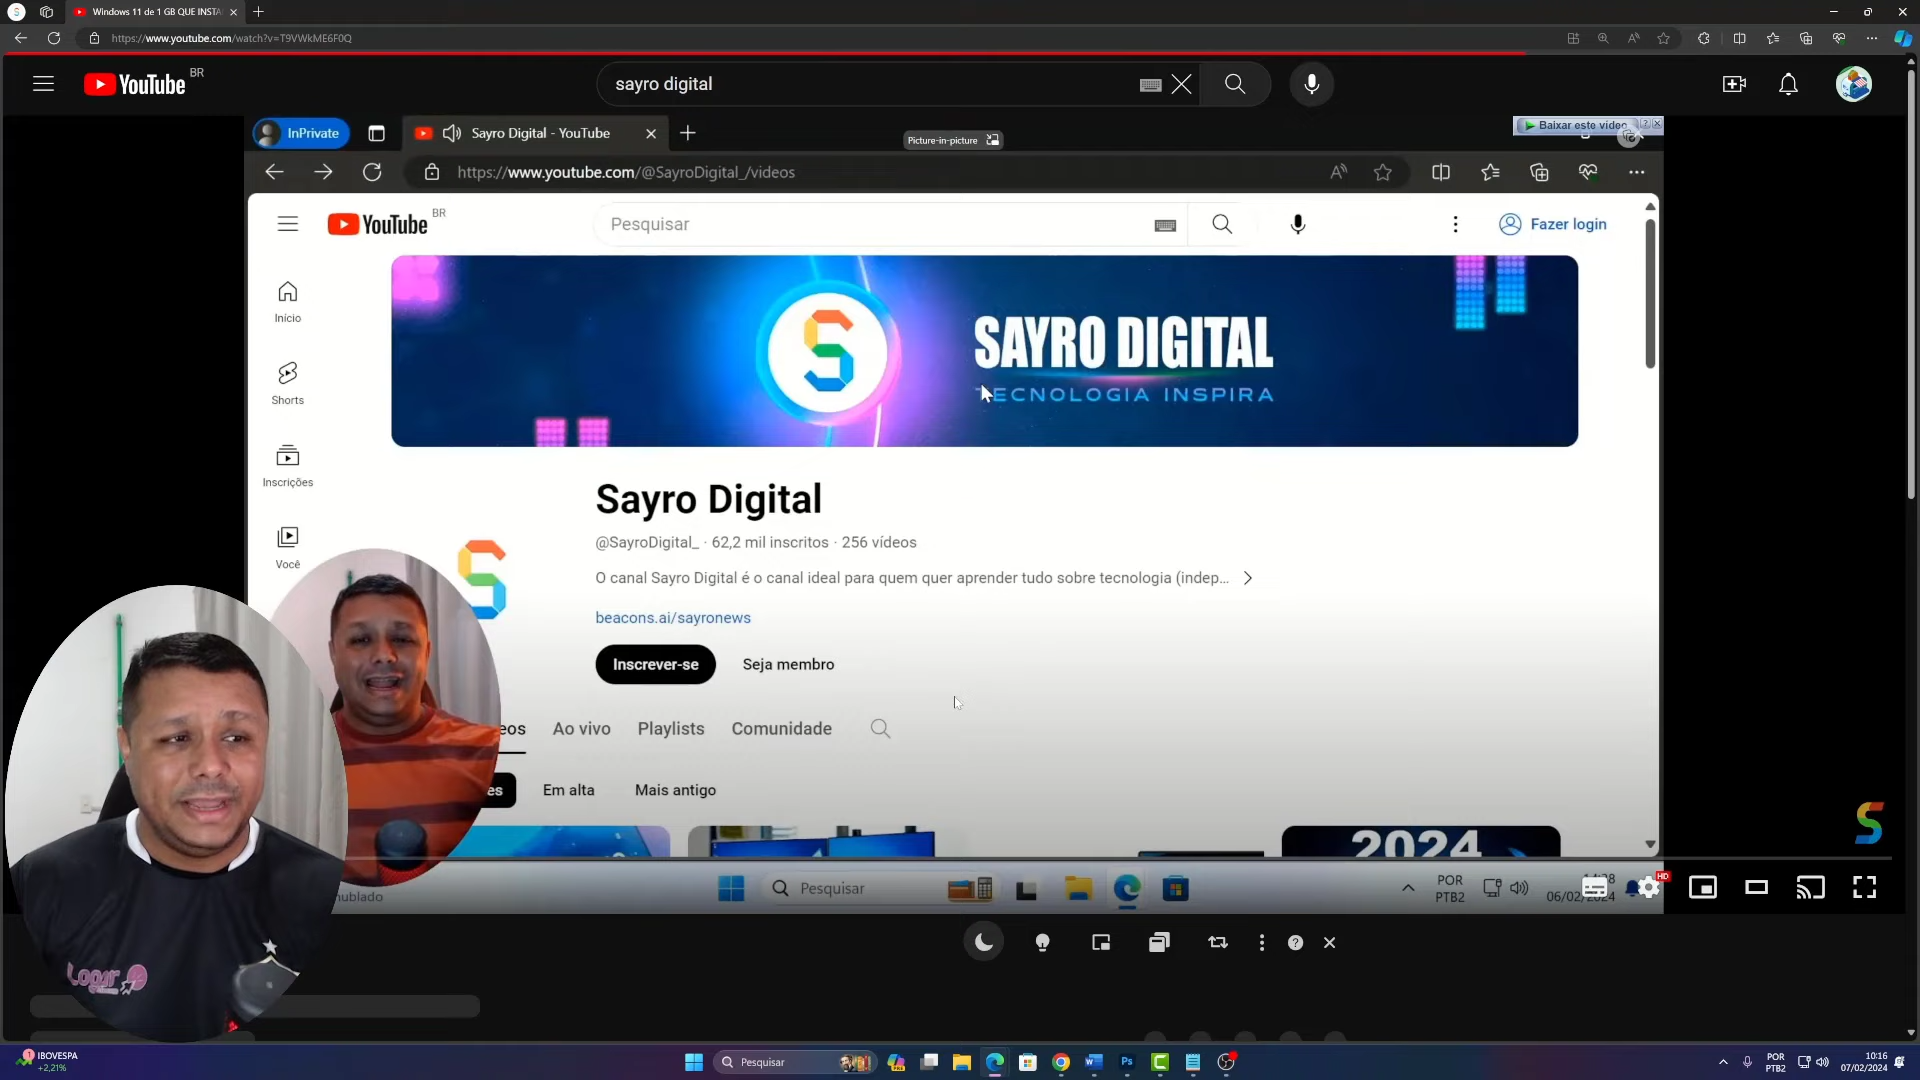 Windows 11 de 1 GB QUE INSTA
https://www.youtube.com/watch?v=T9VWkME6F0Q
YouTube BR
sayro digital
InPrivate
Sayro Digital - YouTube
Picture-in-picture
Baixar este vídeo
https://www.youtube.com/@SayroDigital_/videos
YouTube BR
Pesquisar
Fazer login
Início
Shorts
Inscrições
Você
SAYRO DIGITAL
TECNOLOGIA INSPIRA
Sayro Digital
@SayroDigital_ · 62,2 mil inscritos · 256 vídeos
O canal Sayro Digital é o canal ideal para quem quer aprender tudo sobre tecnologia (indep...
beacons.ai/sayronews
Inscrever-se
Seja membro
eos
Ao vivo
Playlists
Comunidade
es
Em alta
Mais antigo
2024
nublado
Pesquisar
POR
PTB2
06/02/2024
HD
Logar
IBOVESPA
+2,21%
Pesquisar
POR
PTB2
10:16
07/02/2024